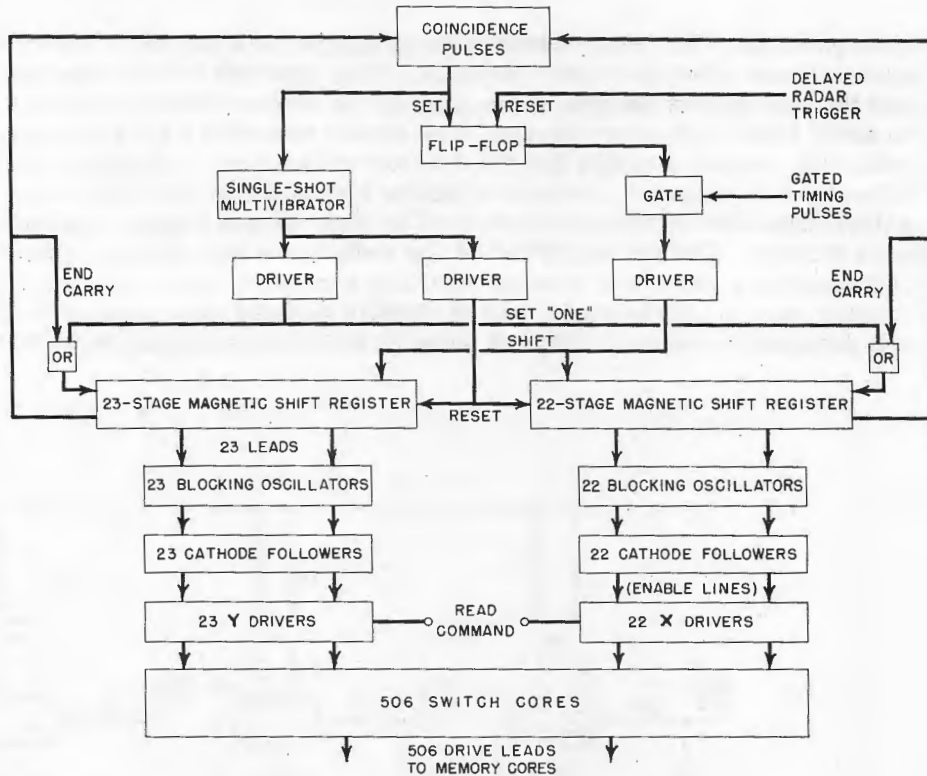 COINCIDENCE
PULSES
DELAYED
RADAR
TRIGGER
SET
RESET
FLIP-FLOP
SINGLE-SHOT
MULTIVIBRATOR
GATE
GATED
TIMING
PULSES
END
CARRY
DRIVER
DRIVER
DRIVER
END
CARRY
SET "ONE"
OR
SHIFT
OR
23-STAGE MAGNETIC SHIFT REGISTER
RESET
22-STAGE MAGNETIC SHIFT REGISTER
23 LEADS
23 BLOCKING OSCILLATORS
22 BLOCKING OSCILLATORS
23 CATHODE FOLLOWERS
22 CATHODE FOLLOWERS
(ENABLE LINES)
23 Y DRIVERS
READ
COMMAND
22 X DRIVERS
506 SWITCH CORES
506 DRIVE LEADS
TO MEMORY CORES